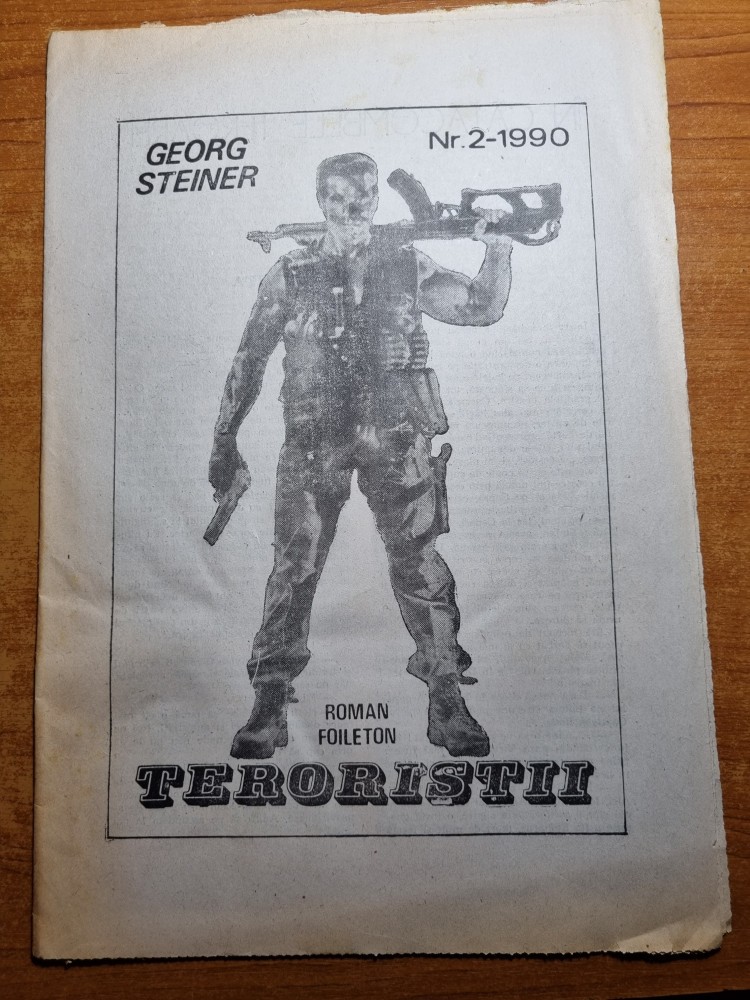 GEORG
STEINER
Nr.2-1990
ROMAN
FOILETON
TERORISTII